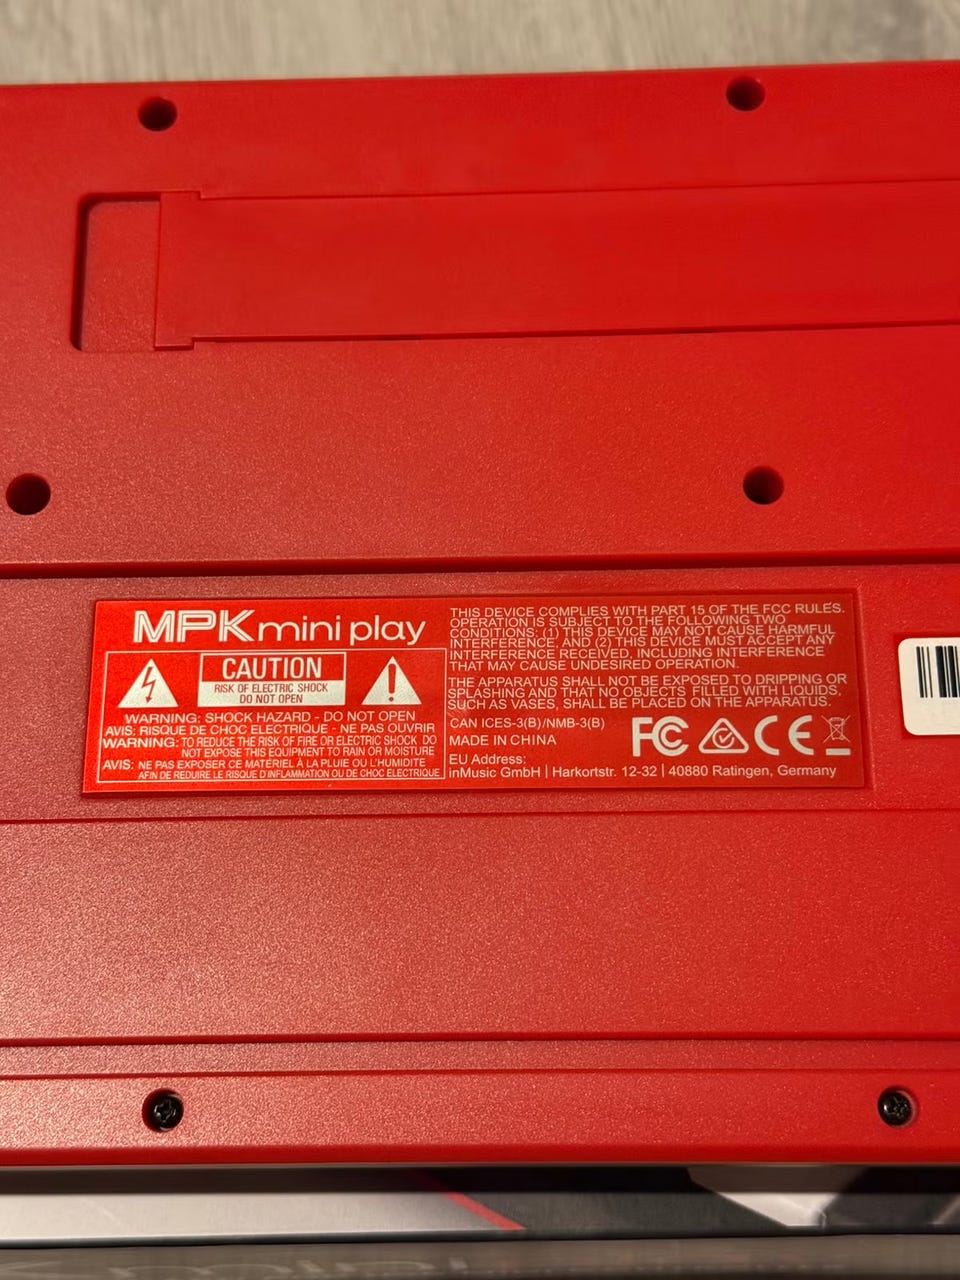 MPK mini play
CAUTION
RISK OF ELECTRIC SHOCK
DO NOT OPEN
WARNING: SHOCK HAZARD - DO NOT OPEN
AVIS: RISQUE DE CHOC ELECTRIQUE - NE PAS OUVRIR
WARNING: TO REDUCE THE RISK OF FIRE OR ELECTRIC SHOCK DO
NOT EXPOSE THIS EQUIPMENT TO RAIN OR MOISTURE
AVIS: NE PAS EXPOSER CE MATÉRIEL À LA PLUIE OU L'HUMIDITE
AFIN DE REDUIRE LE RISQUE D'INFLAMMATION OU DE CHOC ELECTRIQUE
THIS DEVICE COMPLIES WITH PART 15 OF THE FCC RULES.
OPERATION IS SUBJECT TO THE FOLLOWING TWO
CONDITIONS: (1) THIS DEVICE MAY NOT CAUSE HARMFUL
INTERFERENCE, AND (2) THIS DEVICE MUST ACCEPT ANY
INTERFERENCE RECEIVED, INCLUDING INTERFERENCE
THAT MAY CAUSE UNDESIRED OPERATION.
THE APPARATUS SHALL NOT BE EXPOSED TO DRIPPING OR
SPLASHING AND THAT NO OBJECTS FILLED WITH LIQUIDS,
SUCH AS VASES, SHALL BE PLACED ON THE APPARATUS.
CAN ICES-3(B)/NMB-3(B)
MADE IN CHINA
FC CE
EU Address:
inMusic GmbH | Harkortstr. 12-32 | 40880 Ratingen, Germany